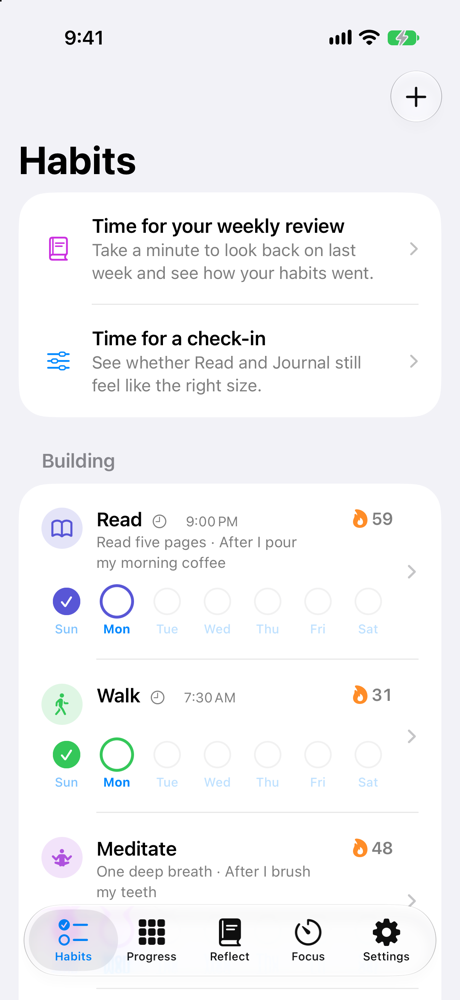 9:41
Habits
Time for your weekly review
Take a minute to look back on last
week and see how your habits went.
Time for a check-in
See whether Read and Journal still
feel like the right size.
Building
Read 9:00 PM 59
Read five pages · After I pour
my morning coffee
Sun Mon Tue Wed Thu Fri Sat
Walk 7:30 AM 31
Sun Mon Tue Wed Thu Fri Sat
Meditate 48
One deep breath · After I brush
my teeth
Habits Progress Reflect Focus Settings